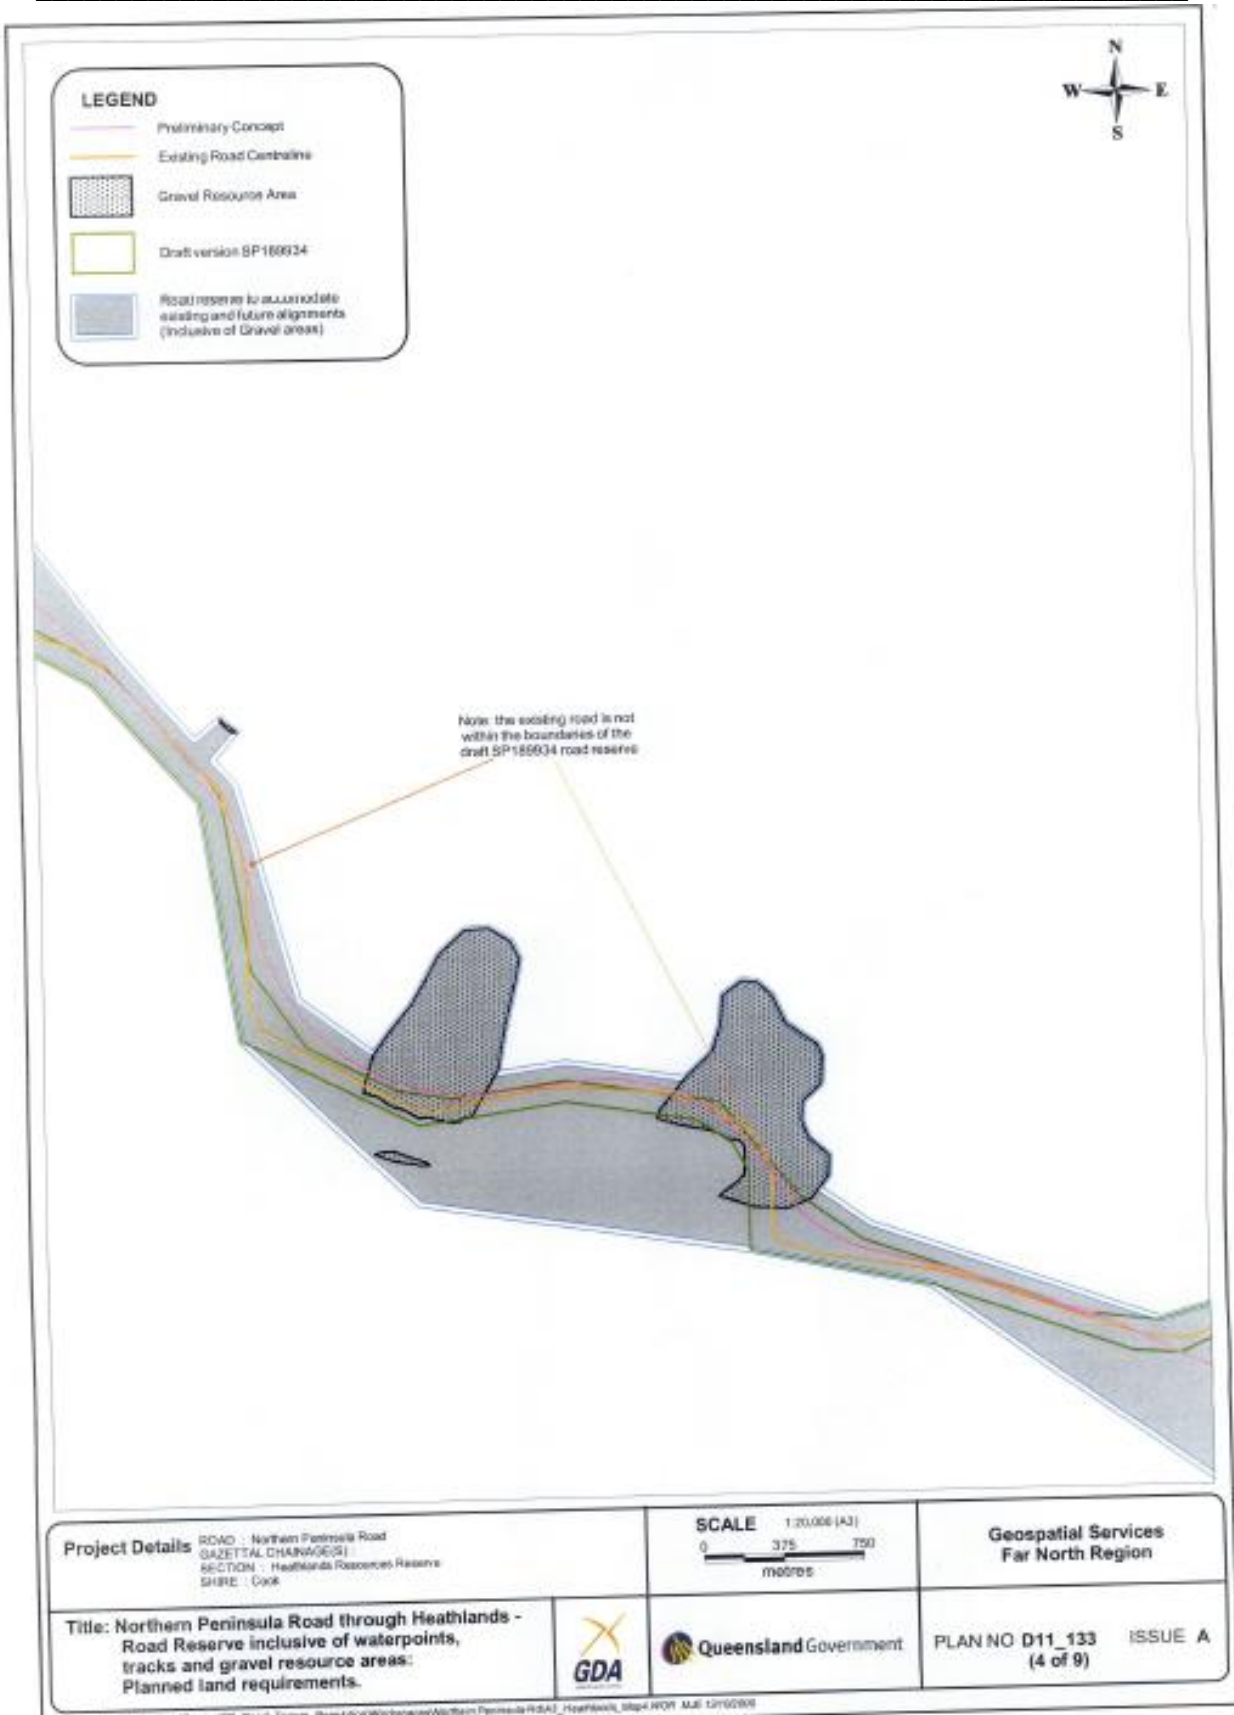 N
W E
S
LEGEND
Preliminary Concept
Existing Road Centreline
Gravel Resource Area
Draft version SP189934
Road reserve to accomodate
existing and future alignments
(Inclusive of Gravel areas)
Note: the existing road is not
within the boundaries of the
draft SP189934 road reserve
Project Details
ROAD : Northern Peninsula Road
GAZETTAL CHAINAGE(S) :
SECTION : Heathlands Resources Reserve
SHIRE : Cook
SCALE 1:20,000 (A3)
0 375 750
metres
Geospatial Services
Far North Region
Title: Northern Peninsula Road through Heathlands -
Road Reserve inclusive of waterpoints,
tracks and gravel resource areas:
Planned land requirements.
GDA
Queensland Government
PLAN NO D11_133 ISSUE A
(4 of 9)